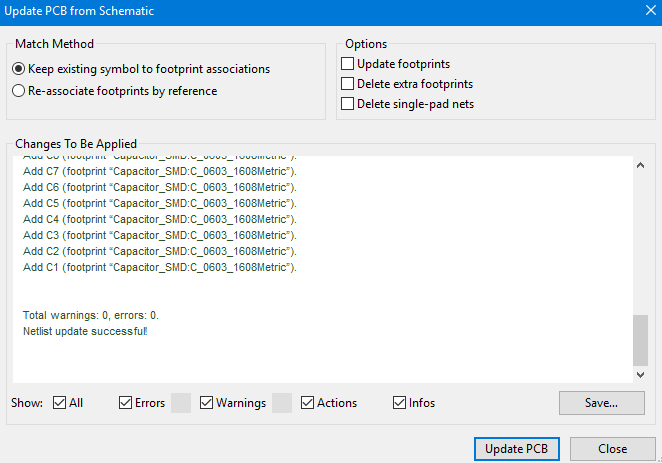 Update PCB from Schematic
Match Method
Keep existing symbol to footprint associations
Re-associate footprints by reference
Options
Update footprints
Delete extra footprints
Delete single-pad nets
Changes To Be Applied
Add C8 (footprint “Capacitor_SMD:C_0603_1608Metric”).
Add C7 (footprint “Capacitor_SMD:C_0603_1608Metric”).
Add C6 (footprint “Capacitor_SMD:C_0603_1608Metric”).
Add C5 (footprint “Capacitor_SMD:C_0603_1608Metric”).
Add C4 (footprint “Capacitor_SMD:C_0603_1608Metric”).
Add C3 (footprint “Capacitor_SMD:C_0603_1608Metric”).
Add C2 (footprint “Capacitor_SMD:C_0603_1608Metric”).
Add C1 (footprint “Capacitor_SMD:C_0603_1608Metric”).
Total warnings: 0, errors: 0.
Netlist update successful!
Show: All Errors Warnings Actions Infos Save...
Update PCB Close